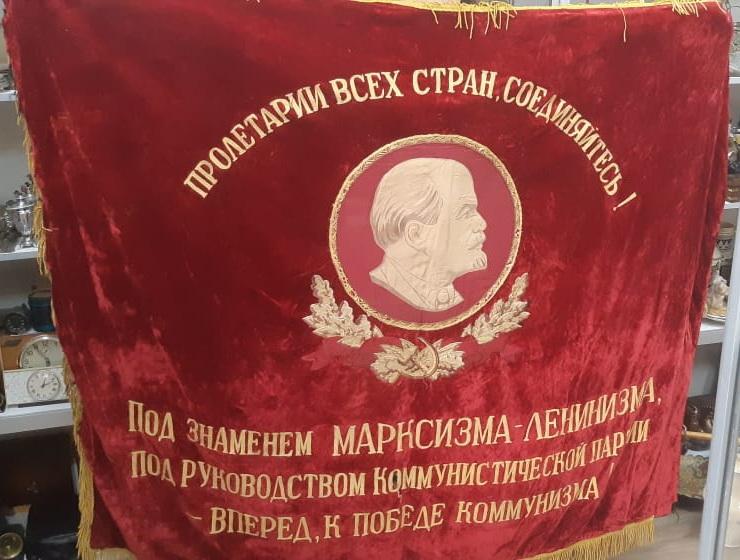 ПРОЛЕТАРИИ ВСЕХ СТРАН, СОЕДИНЯЙТЕСЬ!
ПОД ЗНАМЕНЕМ МАРКСИЗМА-ЛЕНИНИЗМА,
ПОД РУКОВОДСТВОМ КОММУНИСТИЧЕСКОЙ ПАРТИИ
- ВПЕРЕД, К ПОБЕДЕ КОММУНИЗМА!